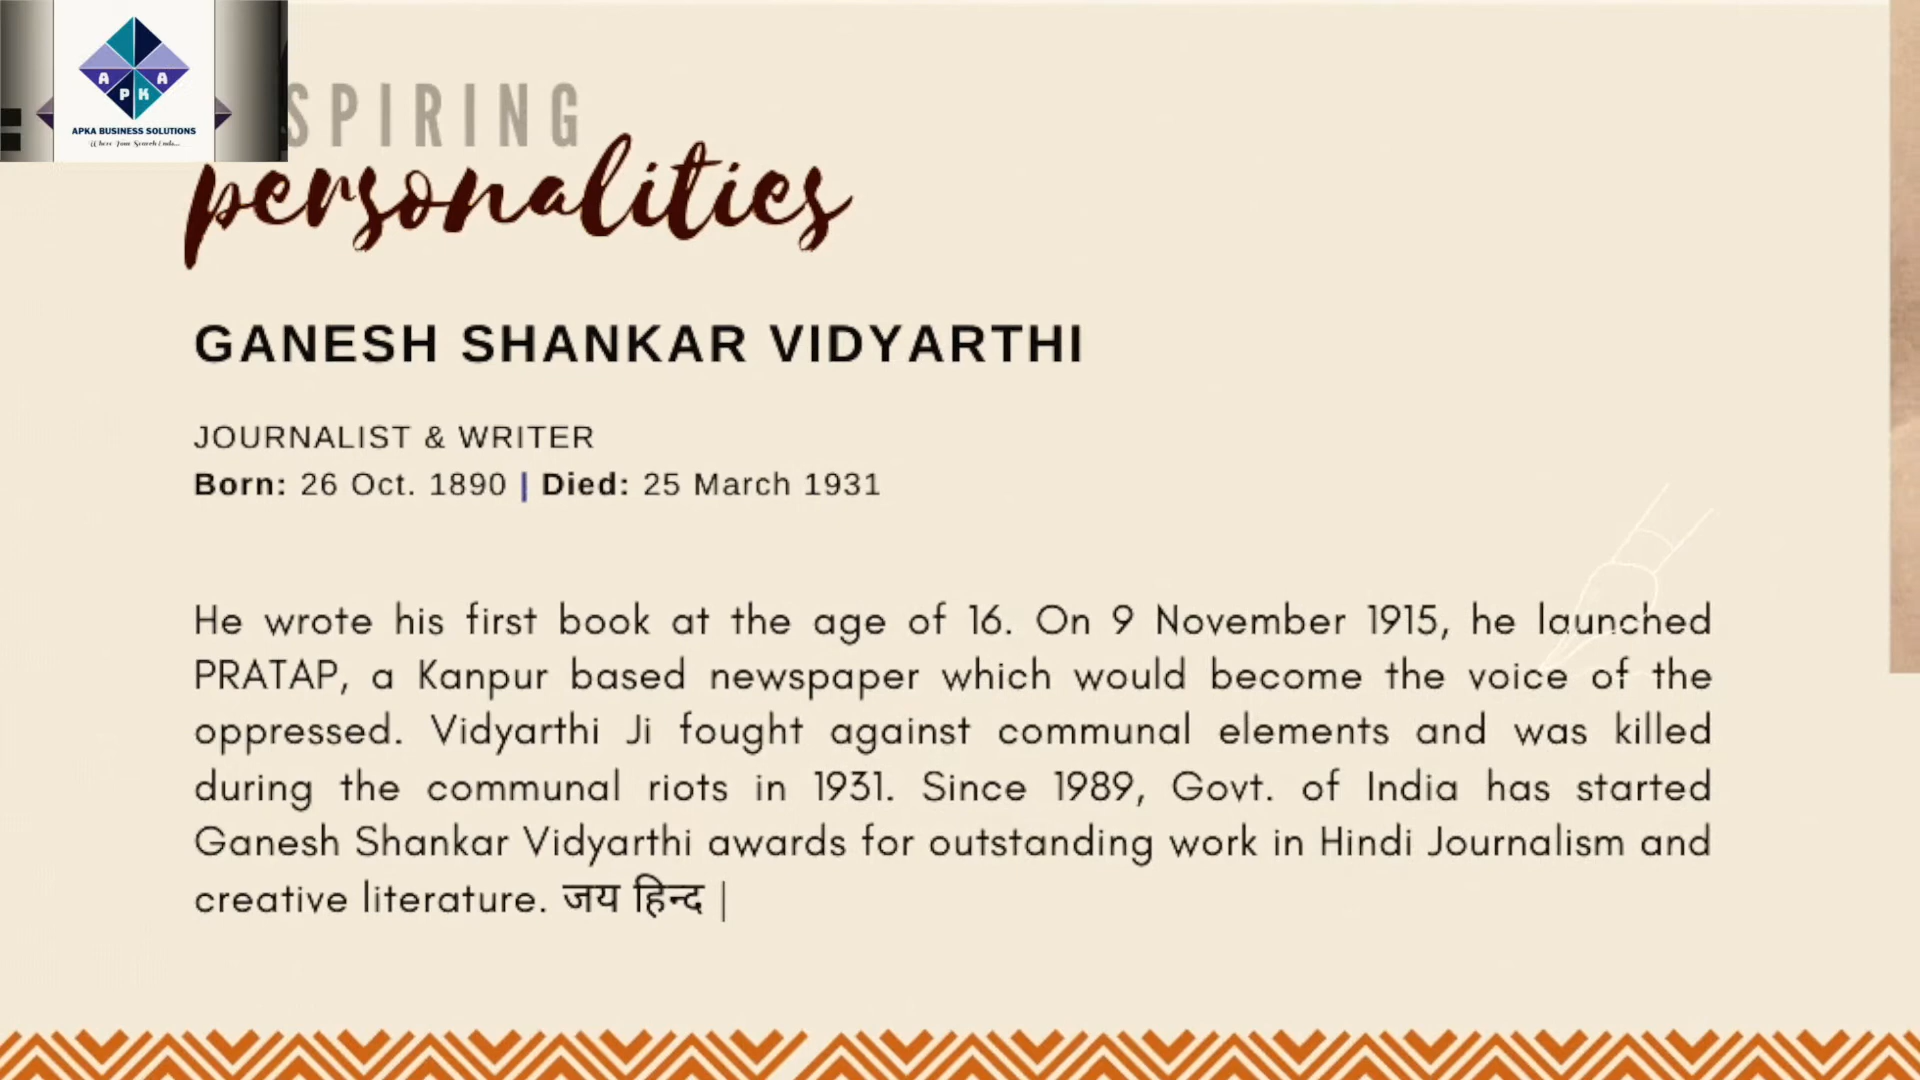 A A
P K
APKA BUSINESS SOLUTIONS
Where Your Search Ends...
SPIRING
personalities
GANESH SHANKAR VIDYARTHI
JOURNALIST & WRITER
Born: 26 Oct. 1890 | Died: 25 March 1931
He wrote his first book at the age of 16. On 9 November 1915, he launched
PRATAP, a Kanpur based newspaper which would become the voice of the
oppressed. Vidyarthi Ji fought against communal elements and was killed
during the communal riots in 1931. Since 1989, Govt. of India has started
Ganesh Shankar Vidyarthi awards for outstanding work in Hindi Journalism and
creative literature. जय हिन्द |